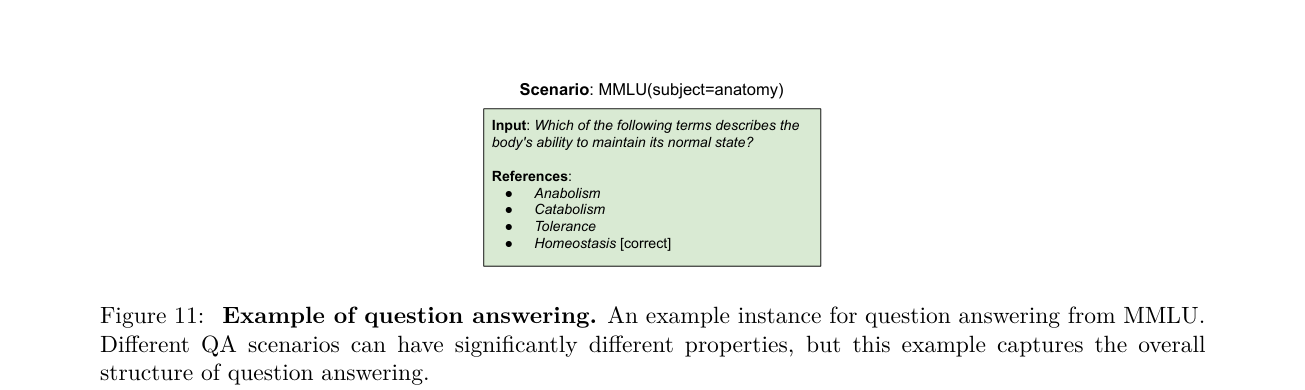 Scenario: MMLU(subject=anatomy)
Input: Which of the following terms describes the
body's ability to maintain its normal state?
References:
● Anabolism
● Catabolism
● Tolerance
● Homeostasis [correct]
Figure 11: Example of question answering. An example instance for question answering from MMLU.
Different QA scenarios can have significantly different properties, but this example captures the overall
structure of question answering.